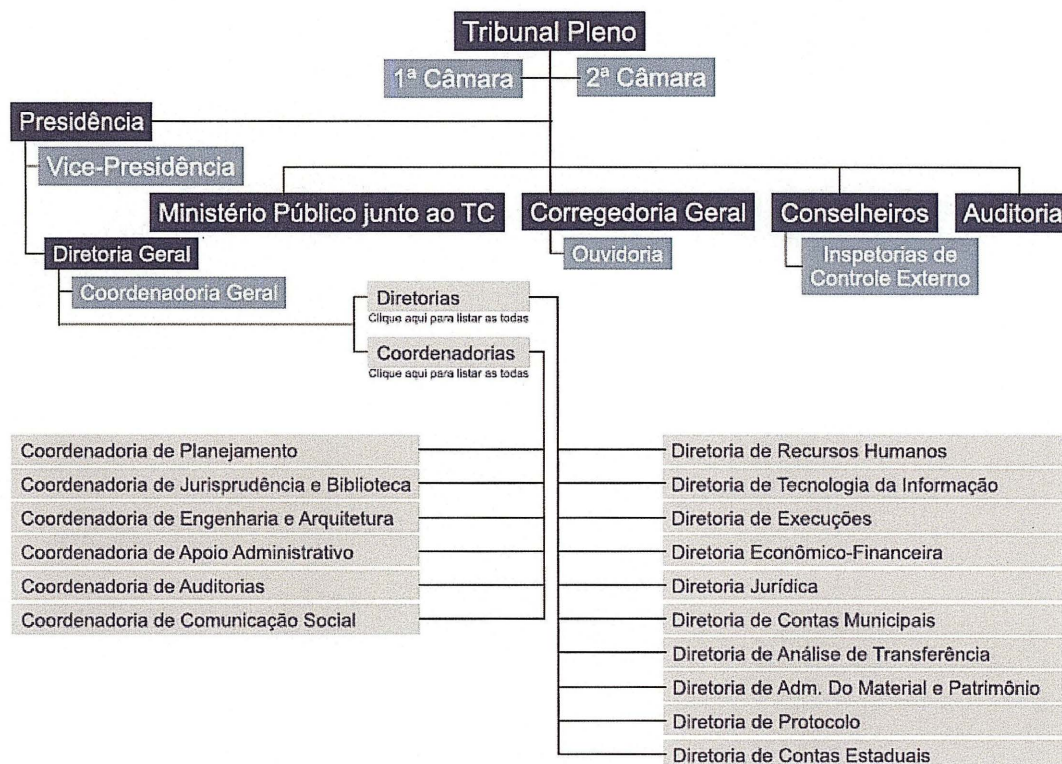 Tribunal Pleno
1ª Câmara
2ª Câmara
Presidência
Vice-Presidência
Ministério Público junto ao TC
Corregedoria Geral
Conselheiros
Auditoria
Diretoria Geral
Ouvidoria
Inspetorias de
Controle Externo
Coordenadoria Geral
Diretorias
Clique aqui para listar as todas
Coordenadorias
Clique aqui para listar as todas
Coordenadoria de Planejamento
Coordenadoria de Jurisprudência e Biblioteca
Coordenadoria de Engenharia e Arquitetura
Coordenadoria de Apoio Administrativo
Coordenadoria de Auditorias
Coordenadoria de Comunicação Social
Diretoria de Recursos Humanos
Diretoria de Tecnologia da Informação
Diretoria de Execuções
Diretoria Econômico-Financeira
Diretoria Jurídica
Diretoria de Contas Municipais
Diretoria de Análise de Transferência
Diretoria de Adm. Do Material e Patrimônio
Diretoria de Protocolo
Diretoria de Contas Estaduais